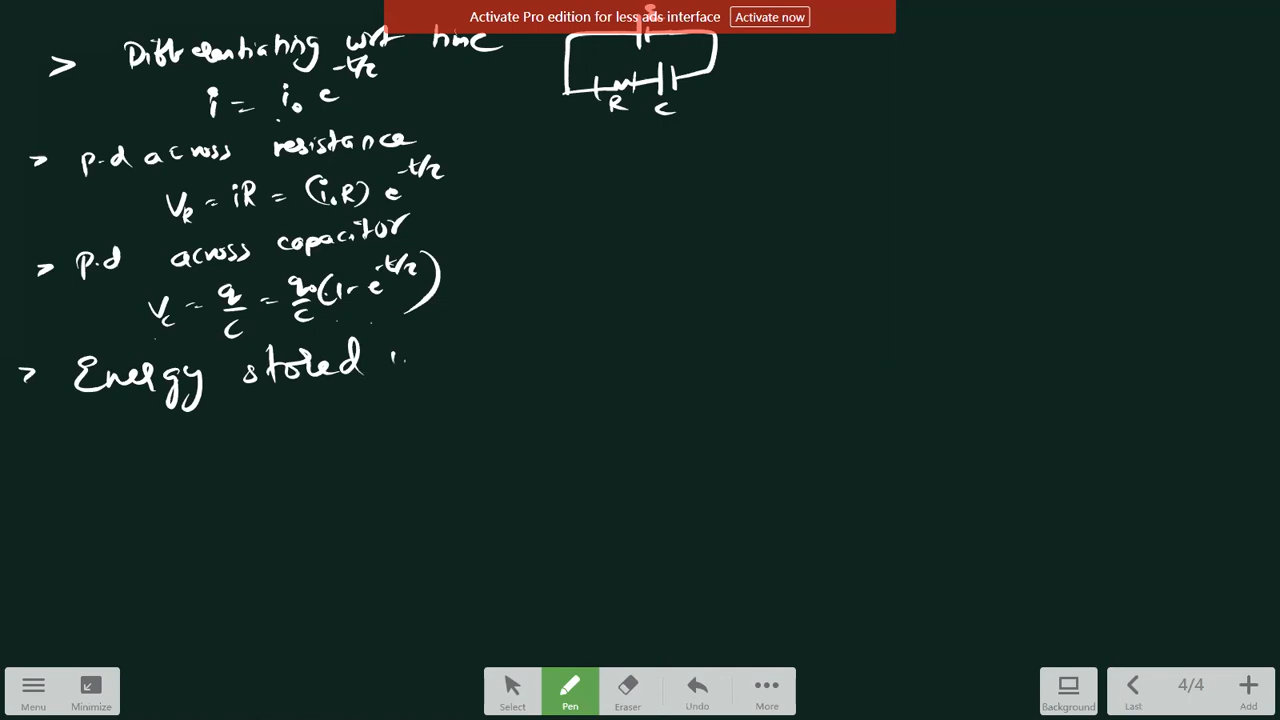 Activate Pro edition for less ads interface Activate now
> Differentiating wrt time
i = i₀ e^-t/τ
> p.d across resistance
V_R = iR = (i₀R) e^-t/τ
> p.d across capacitor
V_c = q/C = q₀/C (1 - e^-t/τ)
> Energy stored
R C
Menu Minimize Select Pen Eraser Undo More Background Last 4/4 Add